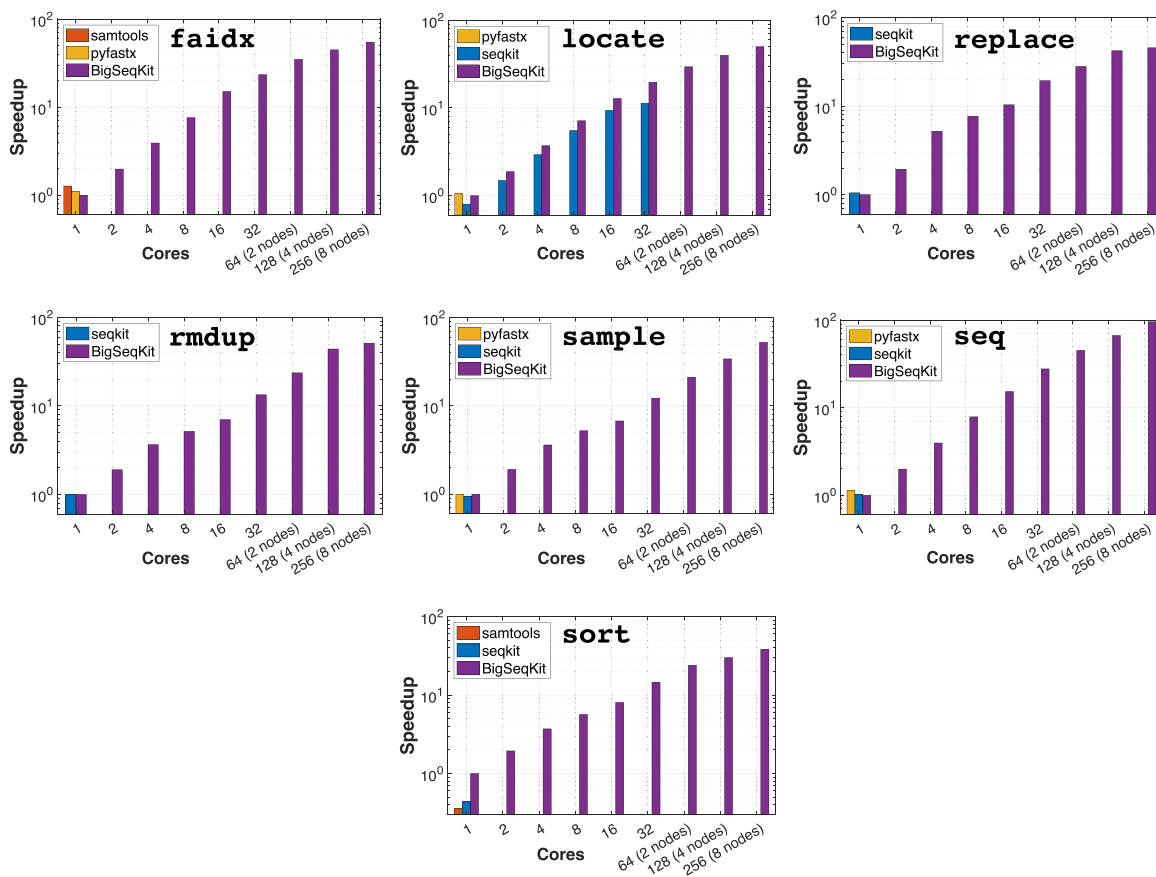 faidx
samtools
pyfastx
BigSeqKit
Speedup
10^2
10^1
10^0
1 2 4 8 16 32 64 (2 nodes) 128 (4 nodes) 256 (8 nodes)
Cores
locate
pyfastx
seqkit
BigSeqKit
Speedup
10^2
10^1
10^0
1 2 4 8 16 32 64 (2 nodes) 128 (4 nodes) 256 (8 nodes)
Cores
replace
seqkit
BigSeqKit
Speedup
10^2
10^1
10^0
1 2 4 8 16 32 64 (2 nodes) 128 (4 nodes) 256 (8 nodes)
Cores
rmdup
seqkit
BigSeqKit
Speedup
10^2
10^1
10^0
1 2 4 8 16 32 64 (2 nodes) 128 (4 nodes) 256 (8 nodes)
Cores
sample
pyfastx
seqkit
BigSeqKit
Speedup
10^2
10^1
10^0
1 2 4 8 16 32 64 (2 nodes) 128 (4 nodes) 256 (8 nodes)
Cores
seq
pyfastx
seqkit
BigSeqKit
Speedup
10^2
10^1
10^0
1 2 4 8 16 32 64 (2 nodes) 128 (4 nodes) 256 (8 nodes)
Cores
sort
samtools
seqkit
BigSeqKit
Speedup
10^2
10^1
10^0
1 2 4 8 16 32 64 (2 nodes) 128 (4 nodes) 256 (8 nodes)
Cores